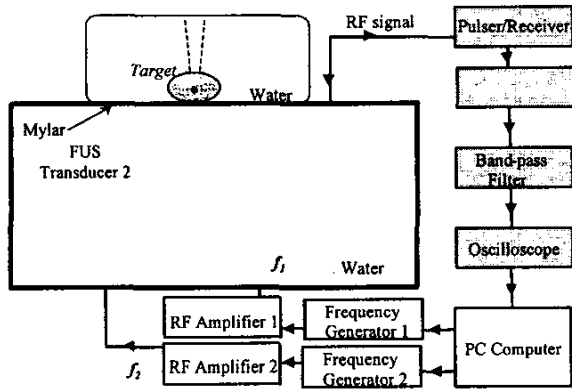 RF signal
Pulser/Receiver
Target
Water
Mylar
FUS
Transducer 2
Band-pass
Filter
Oscilloscope
f1
Water
RF Amplifier 1
Frequency
Generator 1
PC Computer
f2
RF Amplifier 2
Frequency
Generator 2